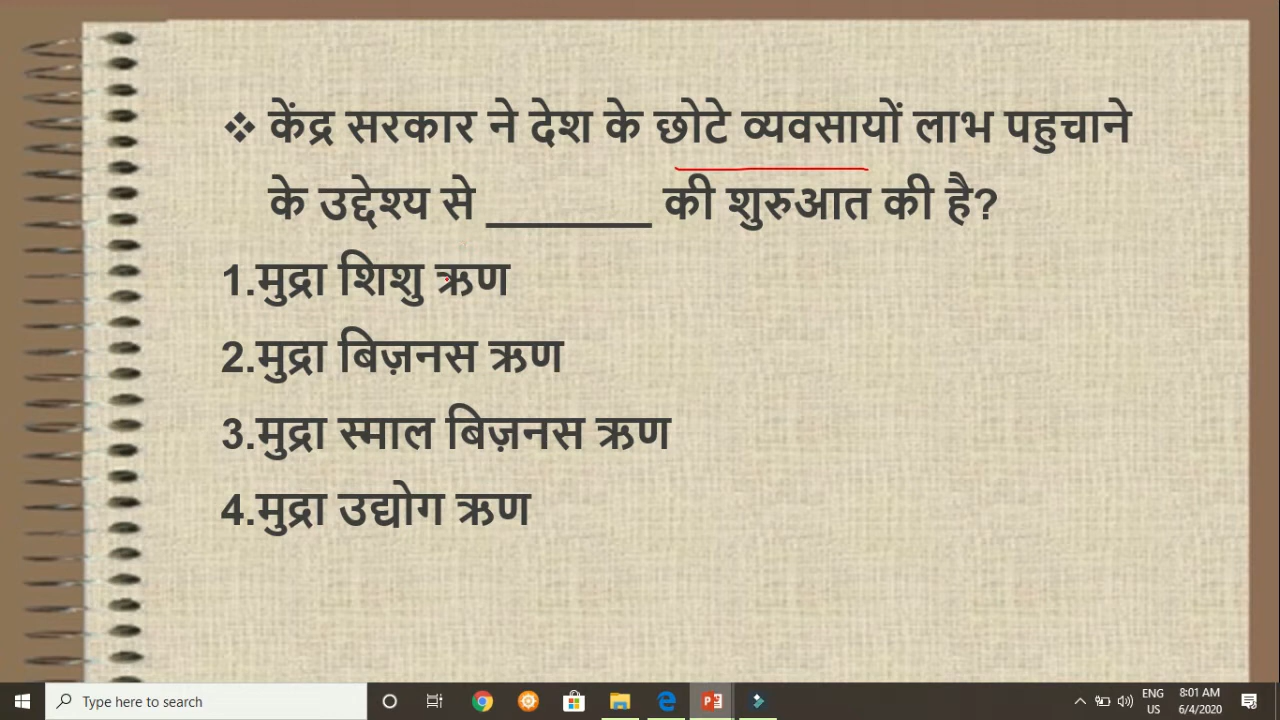 ❖ केंद्र सरकार ने देश के छोटे व्यवसायों लाभ पहुचाने
के उद्देश्य से _______ की शुरुआत की है?
1.मुद्रा शिशु ऋण
2.मुद्रा बिज़नस ऋण
3.मुद्रा स्माल बिज़नस ऋण
4.मुद्रा उद्योग ऋण
Type here to search
ENG
US
8:01 AM
6/4/2020